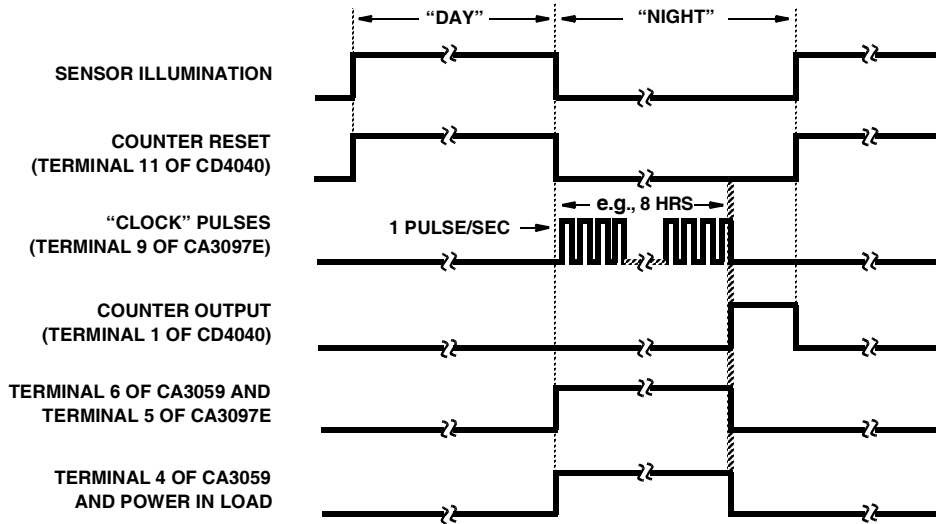 “DAY”
“NIGHT”
SENSOR ILLUMINATION
COUNTER RESET
(TERMINAL 11 OF CD4040)
“CLOCK” PULSES
(TERMINAL 9 OF CA3097E)
1 PULSE/SEC
e.g., 8 HRS
COUNTER OUTPUT
(TERMINAL 1 OF CD4040)
TERMINAL 6 OF CA3059 AND
TERMINAL 5 OF CA3097E
TERMINAL 4 OF CA3059
AND POWER IN LOAD